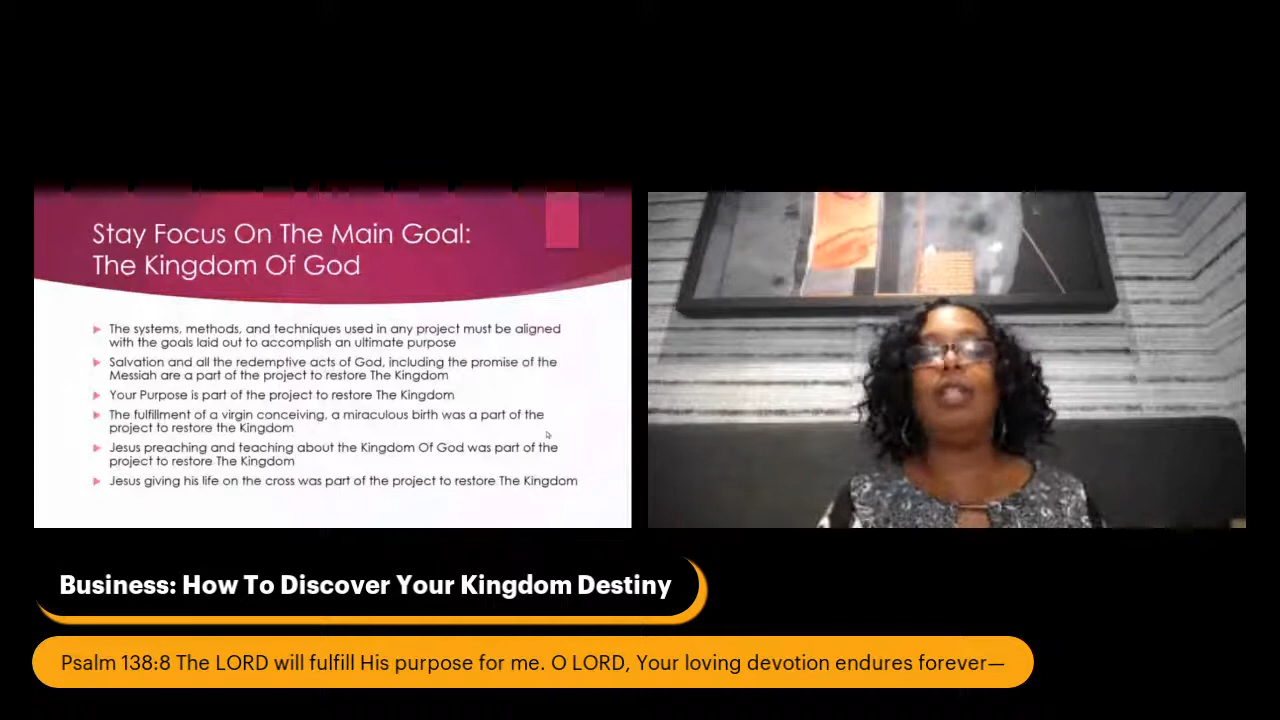 Stay Focus On The Main Goal:
The Kingdom Of God
The systems, methods, and techniques used in any project must be aligned
with the goals laid out to accomplish an ultimate purpose
Salvation and all the redemptive acts of God, including the promise of the
Messiah are a part of the project to restore The Kingdom
Your Purpose is part of the project to restore The Kingdom
The fulfillment of a virgin conceiving, a miraculous birth was a part of the
project to restore the Kingdom
Jesus preaching and teaching about the Kingdom Of God was part of the
project to restore The Kingdom
Jesus giving his life on the cross was part of the project to restore The Kingdom
Business: How To Discover Your Kingdom Destiny
Psalm 138:8 The LORD will fulfill His purpose for me. O LORD, Your loving devotion endures forever—